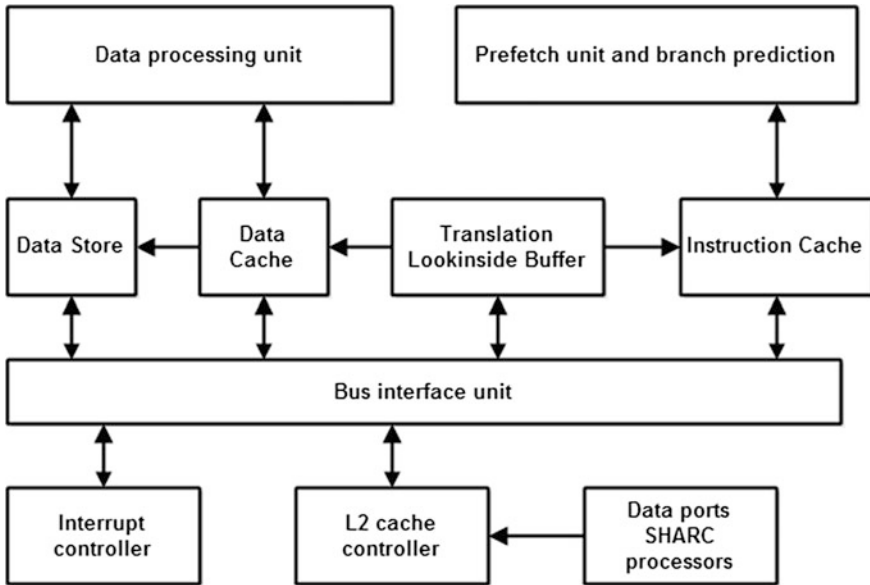 Data processing unit
Prefetch unit and branch prediction
Data Store
Data
Cache
Translation
Lookinside Buffer
Instruction Cache
Bus interface unit
Interrupt
controller
L2 cache
controller
Data ports
SHARC
processors